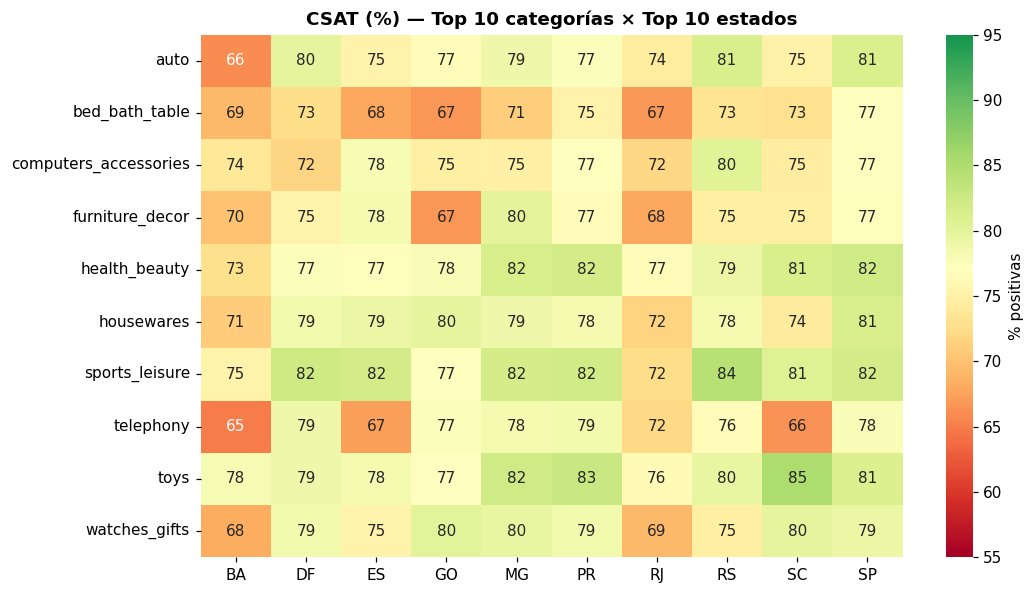 CSAT (%) — Top 10 categorías × Top 10 estados
auto 66 80 75 77 79 77 74 81 75 81
bed_bath_table 69 73 68 67 71 75 67 73 73 77
computers_accessories 74 72 78 75 75 77 72 80 75 77
furniture_decor 70 75 78 67 80 77 68 75 75 77
health_beauty 73 77 77 78 82 82 77 79 81 82
housewares 71 79 79 80 79 78 72 78 74 81
sports_leisure 75 82 82 77 82 82 72 84 81 82
telephony 65 79 67 77 78 79 72 76 66 78
toys 78 79 78 77 82 83 76 80 85 81
watches_gifts 68 79 75 80 80 79 69 75 80 79
BA DF ES GO MG PR RJ RS SC SP
95
90
85
80
75
70
65
60
55
% positivas